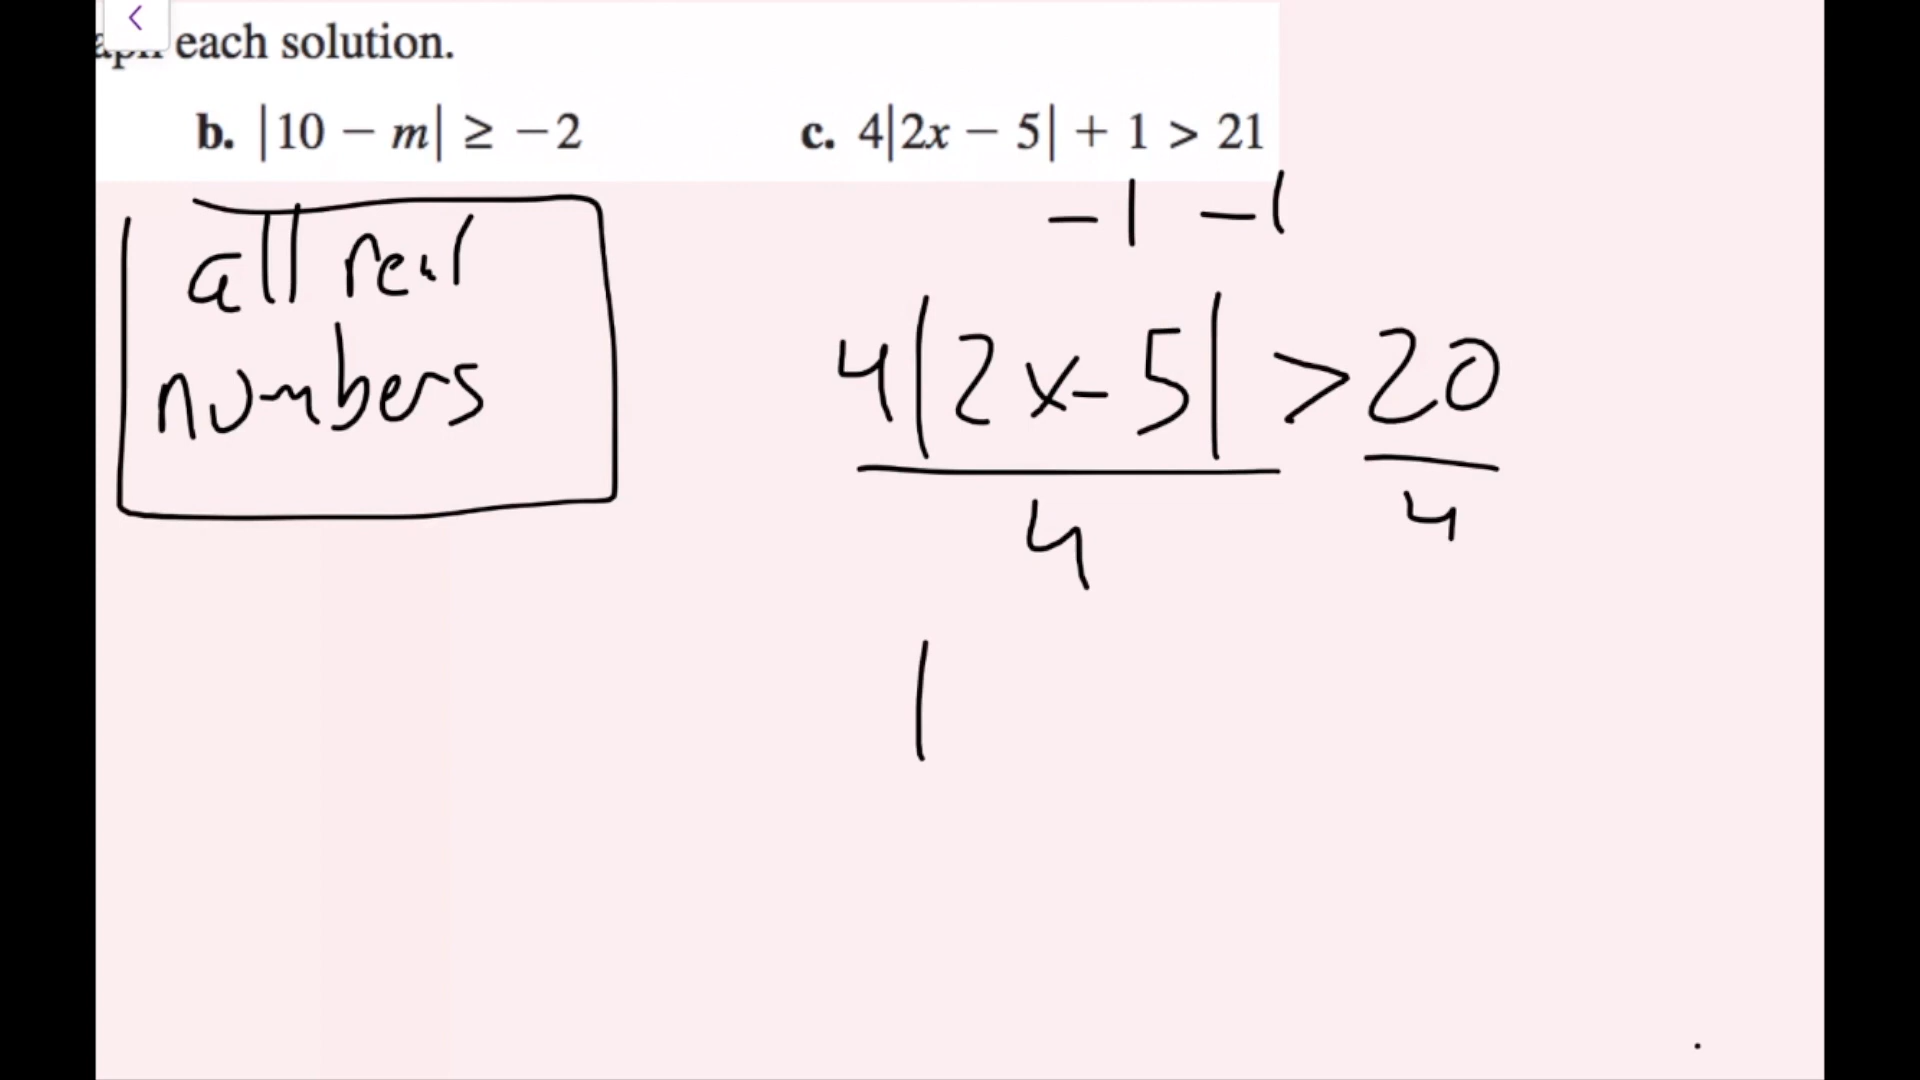 each solution.
b. |10 − m| ≥ −2
c. 4|2x − 5| + 1 > 21
−1 −1
all real
numbers
4|2x-5| > 20
4 4
|